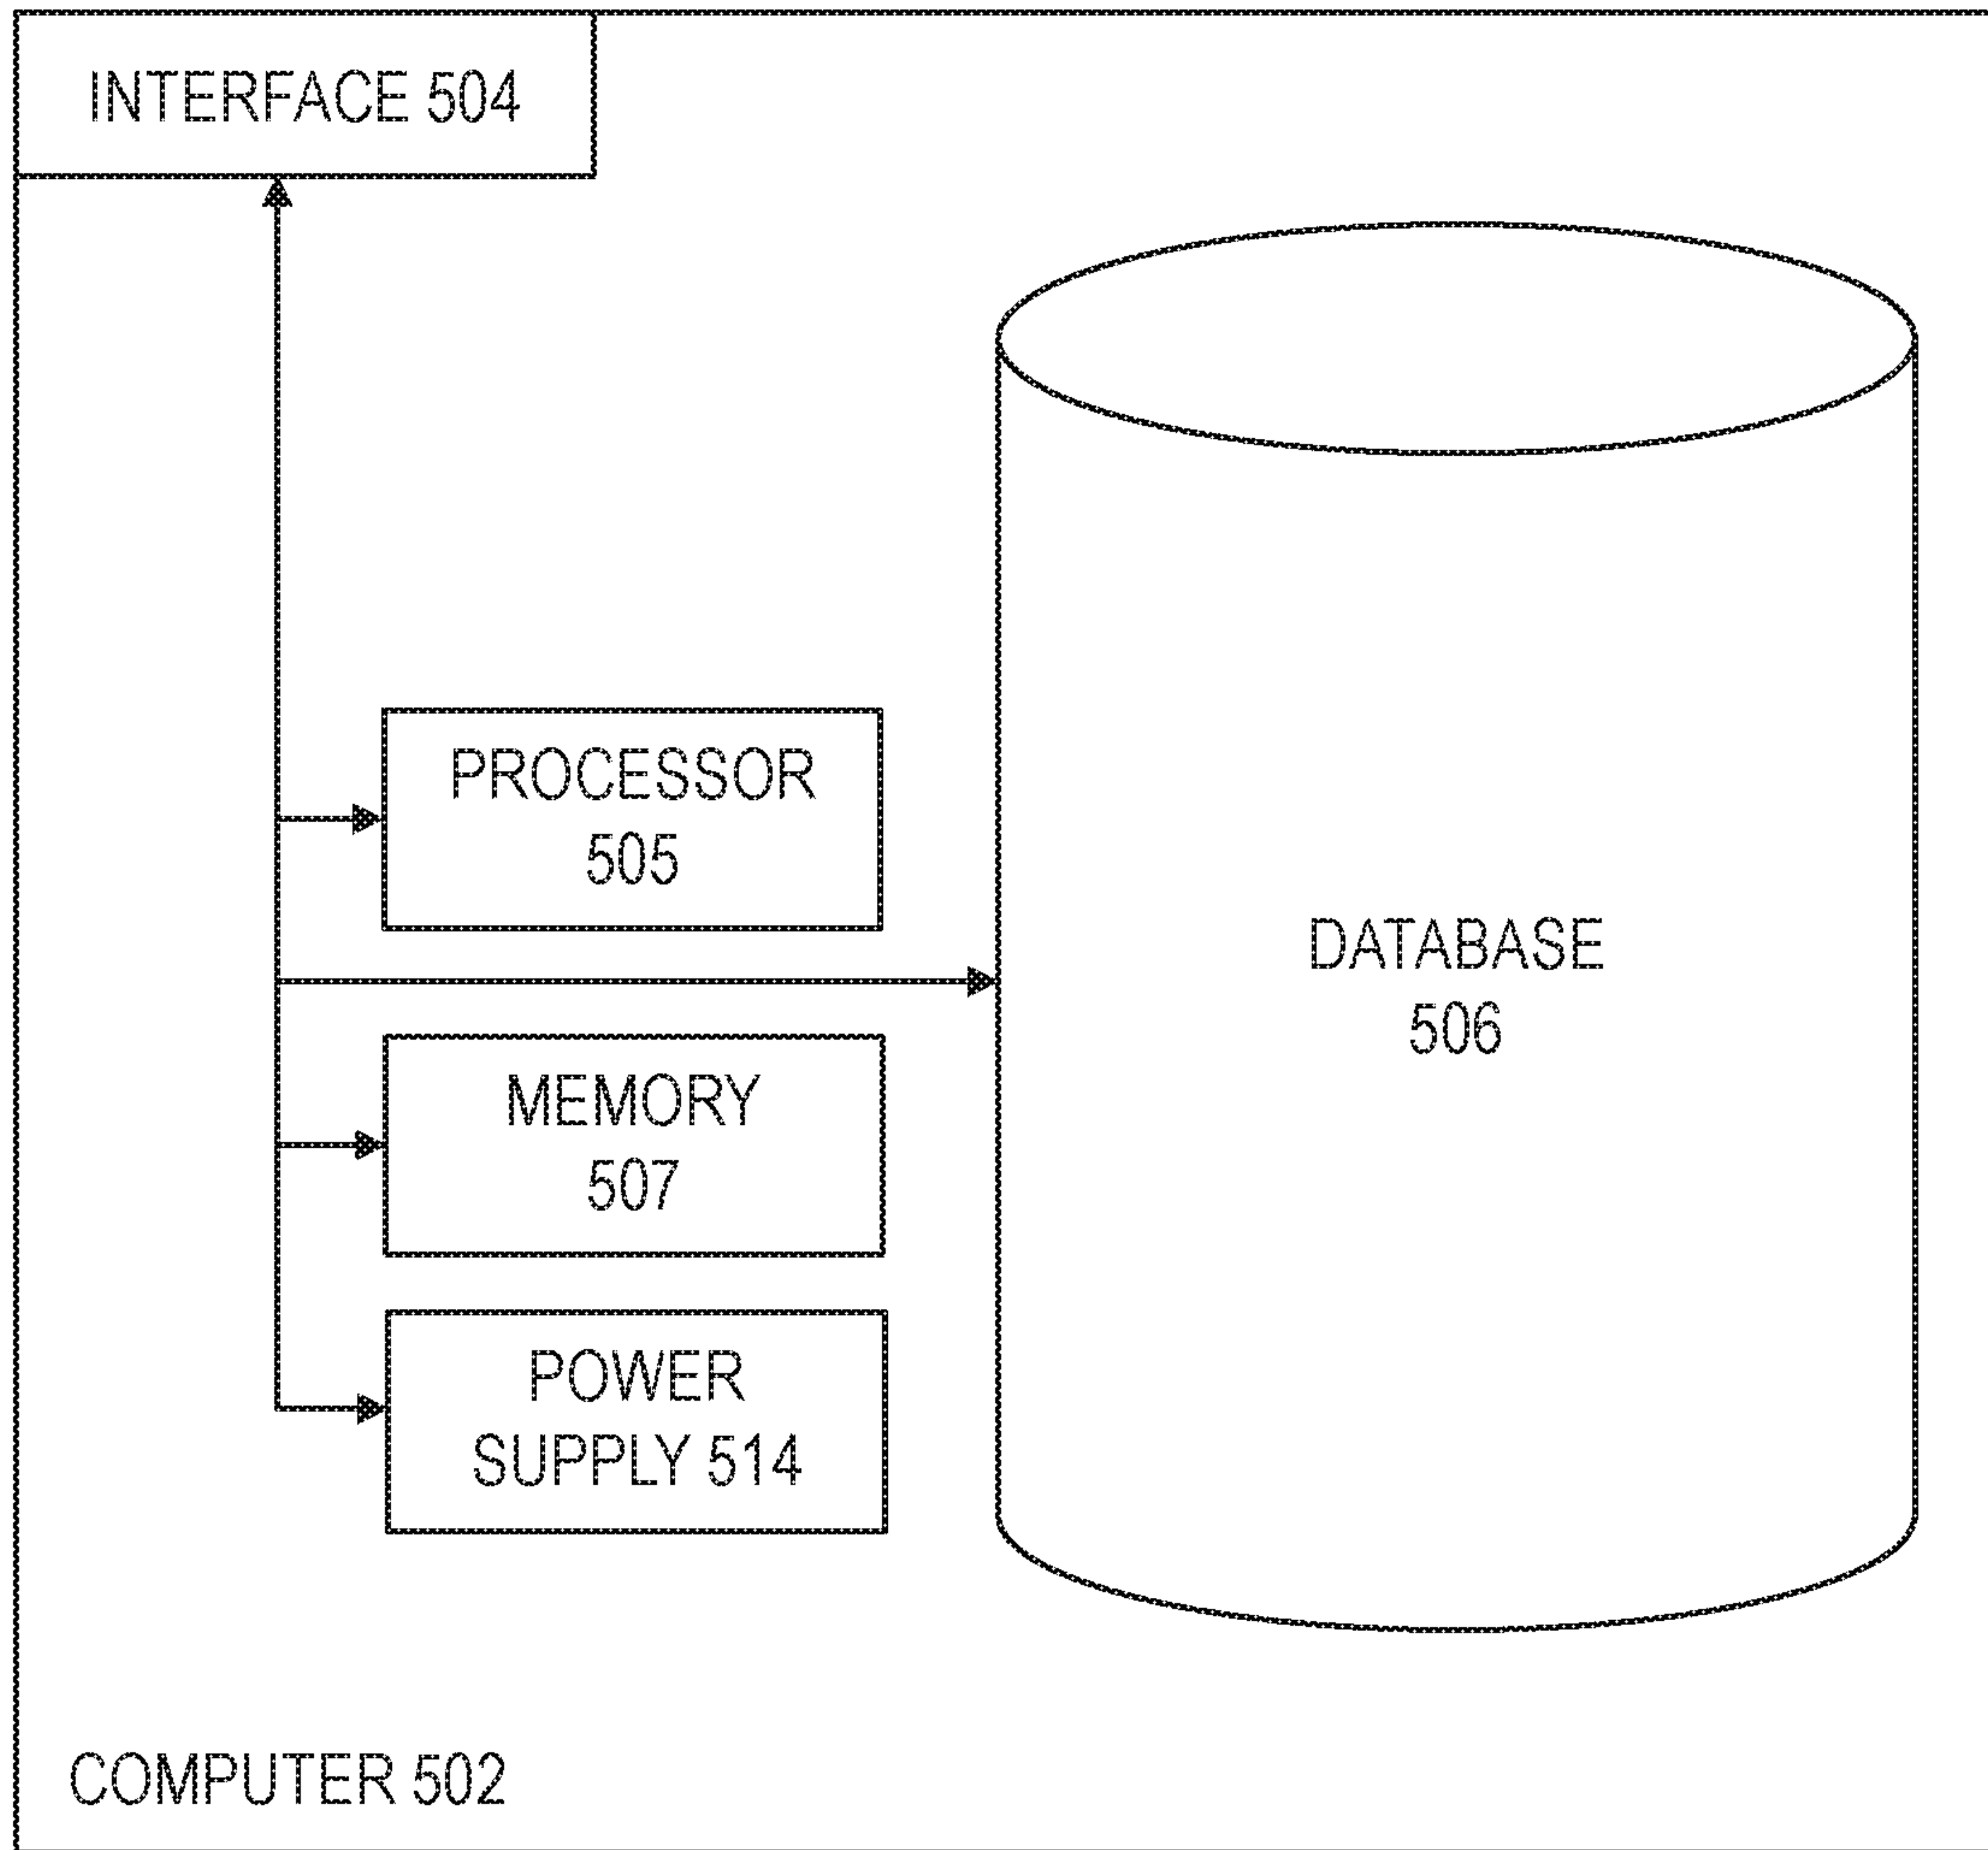 INTERFACE 504
PROCESSOR
505
DATABASE
506
MEMORY
507
POWER
SUPPLY 514
COMPUTER 502